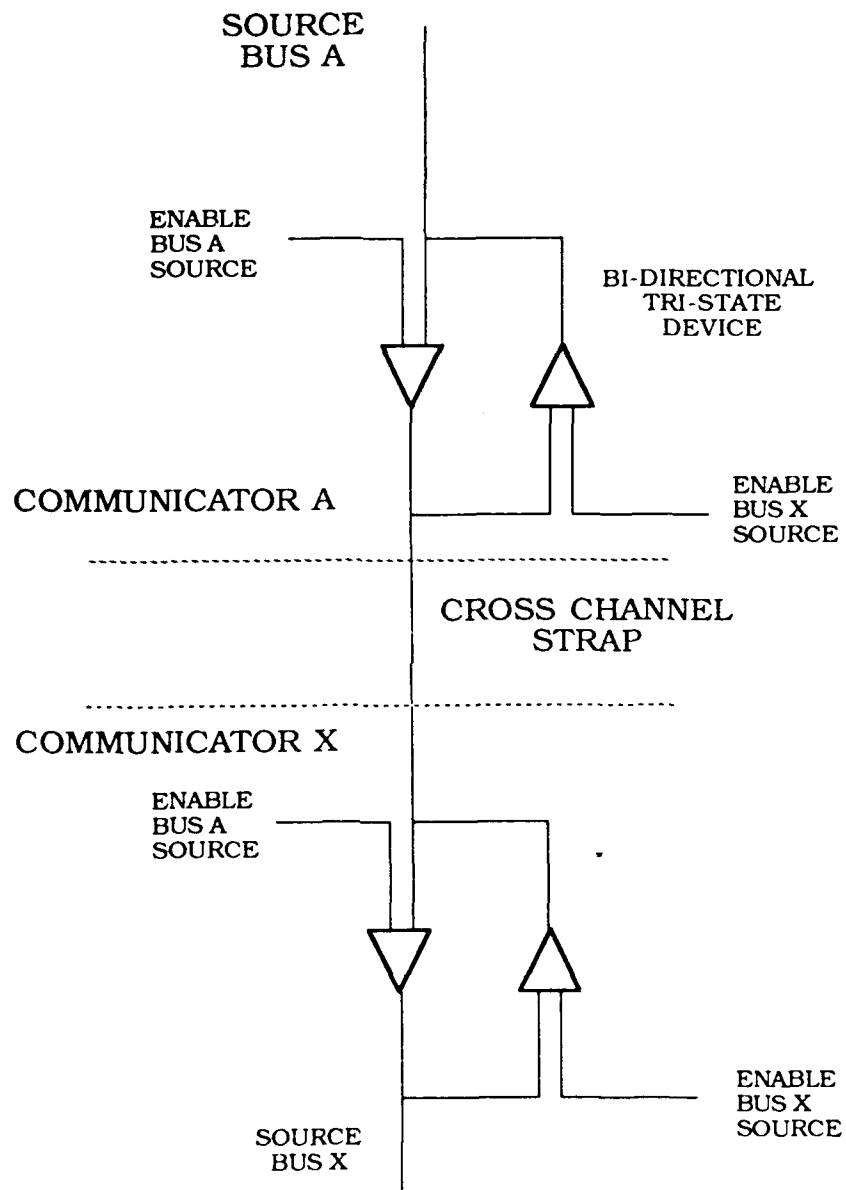 SOURCE
BUS A
ENABLE
BUS A
SOURCE
BI-DIRECTIONAL
TRI-STATE
DEVICE
COMMUNICATOR A
ENABLE
BUS X
SOURCE
CROSS CHANNEL
STRAP
COMMUNICATOR X
ENABLE
BUS A
SOURCE
ENABLE
BUS X
SOURCE
SOURCE
BUS X